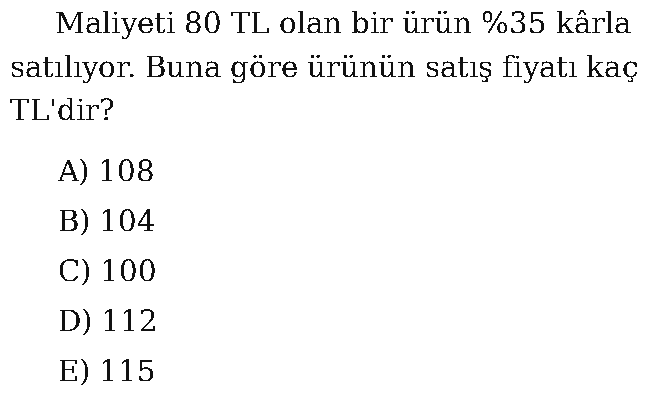 Maliyeti 80 TL olan bir ürün %35 kârla
satılıyor. Buna göre ürünün satış fiyatı kaç
TL'dir?
A) 108
B) 104
C) 100
D) 112
E) 115